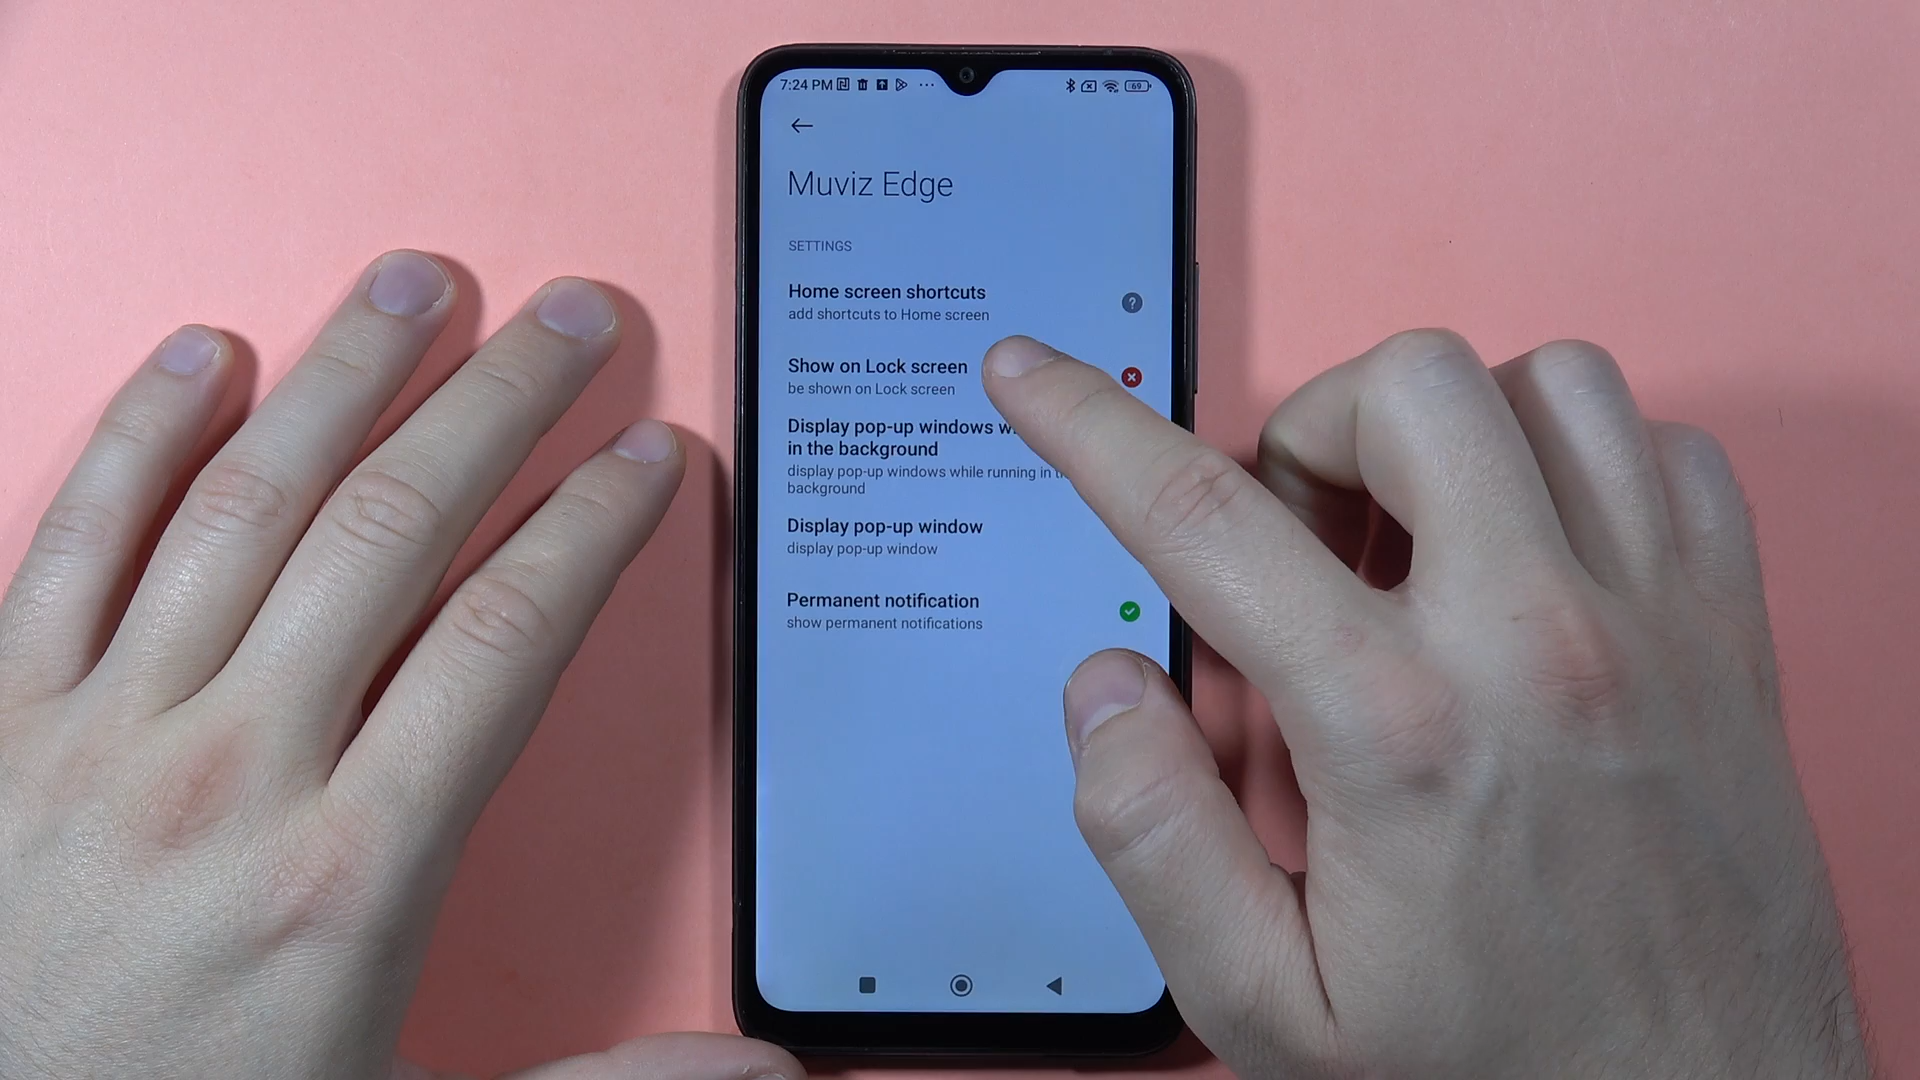 7:24 PM
69
Muviz Edge
SETTINGS
Home screen shortcuts
add shortcuts to Home screen
?
Show on Lock screen
be shown on Lock screen
Display pop-up windows
in the background
display pop-up windows while running in
background
Display pop-up window
display pop-up window
Permanent notification
show permanent notifications